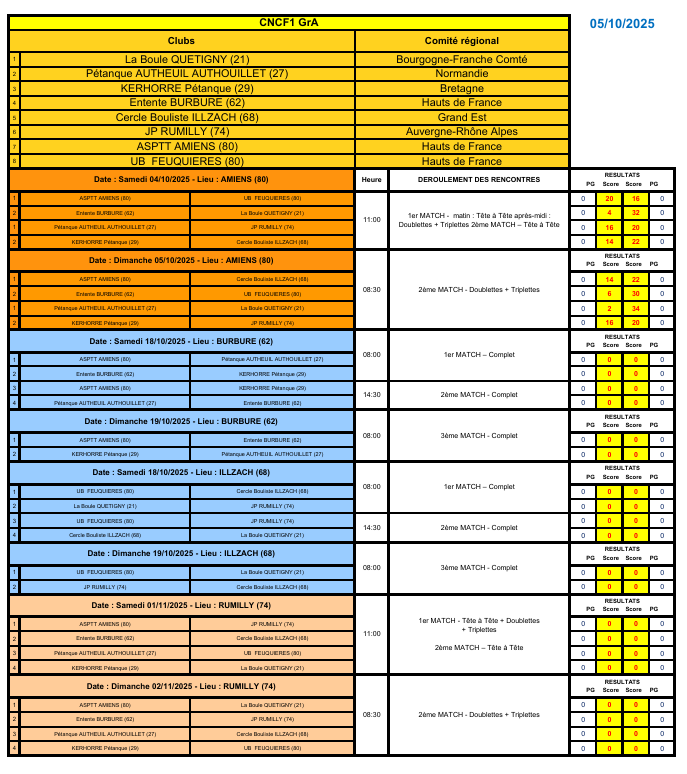 CNCF1 GrA
05/10/2025
Clubs Comité régional
1 La Boule QUETIGNY (21) Bourgogne-Franche Comté
2 Pétanque AUTHEUIL AUTHOUILLET (27) Normandie
3 KERHORRE Pétanque (29) Bretagne
4 Entente BURBURE (62) Hauts de France
5 Cercle Bouliste ILLZACH (68) Grand Est
6 JP RUMILLY (74) Auvergne-Rhône Alpes
7 ASPTT AMIENS (80) Hauts de France
8 UB FEUQUIERES (80) Hauts de France
Date : Samedi 04/10/2025 - Lieu : AMIENS (80) Heure DEROULEMENT DES RENCONTRES RESULTATS
PG Score Score PG
1 ASPTT AMIENS (80) UB FEUQUIERES (80) 0 20 16 0
2 Entente BURBURE (62) La Boule QUETIGNY (21) 0 4 32 0
1 Pétanque AUTHEUIL AUTHOUILLET (27) JP RUMILLY (74) 0 16 20 0
2 KERHORRE Pétanque (29) Cercle Bouliste ILLZACH (68) 0 14 22 0
11:00 1er MATCH - matin : Tête à Tête après-midi :
Doublettes + Triplettes 2ème MATCH – Tête à Tête
Date : Dimanche 05/10/2025 - Lieu : AMIENS (80) RESULTATS
PG Score Score PG
1 ASPTT AMIENS (80) Cercle Bouliste ILLZACH (68) 0 14 22 0
2 Entente BURBURE (62) UB FEUQUIERES (80) 0 6 30 0
1 Pétanque AUTHEUIL AUTHOUILLET (27) La Boule QUETIGNY (21) 0 2 34 0
2 KERHORRE Pétanque (29) JP RUMILLY (74) 0 16 20 0
08:30 2ème MATCH - Doublettes + Triplettes
Date : Samedi 18/10/2025 - Lieu : BURBURE (62) RESULTATS
PG Score Score PG
08:00 1er MATCH – Complet
1 ASPTT AMIENS (80) Pétanque AUTHEUIL AUTHOUILLET (27) 0 0 0 0
2 Entente BURBURE (62) KERHORRE Pétanque (29) 0 0 0 0
3 ASPTT AMIENS (80) KERHORRE Pétanque (29) 0 0 0 0
14:30 2ème MATCH - Complet
4 Pétanque AUTHEUIL AUTHOUILLET (27) Entente BURBURE (62) 0 0 0 0
Date : Dimanche 19/10/2025 - Lieu : BURBURE (62) RESULTATS
PG Score Score PG
08:00 3ème MATCH - Complet
1 ASPTT AMIENS (80) Entente BURBURE (62) 0 0 0 0
2 KERHORRE Pétanque (29) Pétanque AUTHEUIL AUTHOUILLET (27) 0 0 0 0
Date : Samedi 18/10/2025 - Lieu : ILLZACH (68) RESULTATS
PG Score Score PG
08:00 1er MATCH – Complet
1 UB FEUQUIERES (80) Cercle Bouliste ILLZACH (68) 0 0 0 0
2 La Boule QUETIGNY (21) JP RUMILLY (74) 0 0 0 0
3 UB FEUQUIERES (80) JP RUMILLY (74) 0 0 0 0
14:30 2ème MATCH - Complet
4 Cercle Bouliste ILLZACH (68) La Boule QUETIGNY (21) 0 0 0 0
Date : Dimanche 19/10/2025 - Lieu : ILLZACH (68) RESULTATS
PG Score Score PG
08:00 3ème MATCH - Complet
1 UB FEUQUIERES (80) La Boule QUETIGNY (21) 0 0 0 0
2 JP RUMILLY (74) Cercle Bouliste ILLZACH (68) 0 0 0 0
Date : Samedi 01/11/2025 - Lieu : RUMILLY (74) RESULTATS
PG Score Score PG
1 ASPTT AMIENS (80) JP RUMILLY (74) 0 0 0 0
2 Entente BURBURE (62) Cercle Bouliste ILLZACH (68) 0 0 0 0
3 Pétanque AUTHEUIL AUTHOUILLET (27) UB FEUQUIERES (80) 0 0 0 0
4 KERHORRE Pétanque (29) La Boule QUETIGNY (21) 0 0 0 0
11:00 1er MATCH - Tête à Tête + Doublettes
+ Triplettes
2ème MATCH – Tête à Tête
Date : Dimanche 02/11/2025 - Lieu : RUMILLY (74) RESULTATS
PG Score Score PG
1 ASPTT AMIENS (80) La Boule QUETIGNY (21) 0 0 0 0
2 Entente BURBURE (62) JP RUMILLY (74) 0 0 0 0
3 Pétanque AUTHEUIL AUTHOUILLET (27) Cercle Bouliste ILLZACH (68) 0 0 0 0
4 KERHORRE Pétanque (29) UB FEUQUIERES (80) 0 0 0 0
08:30 2ème MATCH - Doublettes + Triplettes